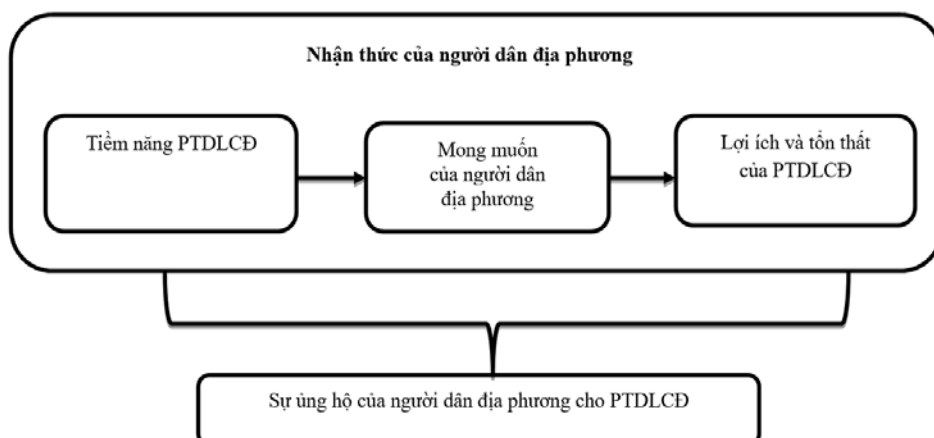 Nhận thức của người dân địa phương
Tiềm năng PTDLCĐ
Mong muốn
của người dân
địa phương
Lợi ích và tổn thất
của PTDLCĐ
Sự ủng hộ của người dân địa phương cho PTDLCĐ